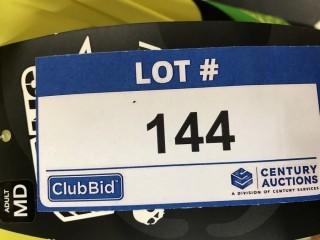 LOT #
144
ClubBid
CENTURY
AUCTIONS
A DIVISION OF CENTURY SERVICES
ADULT
MD